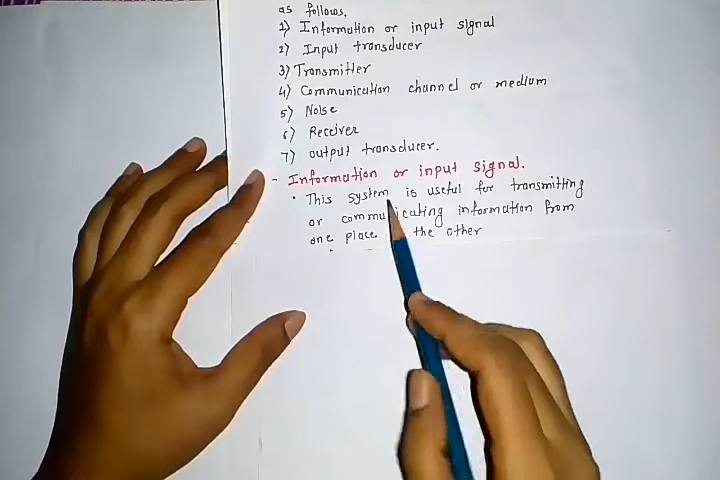 as follows.
1) Information or input signal
2) Input transducer
3) Transmitter
4) Communication channel or medium
5) Noise
6) Receiver
7) output transducer.
- Information or input signal.
• This system is useful for transmitting
or communicating information from
one place the other